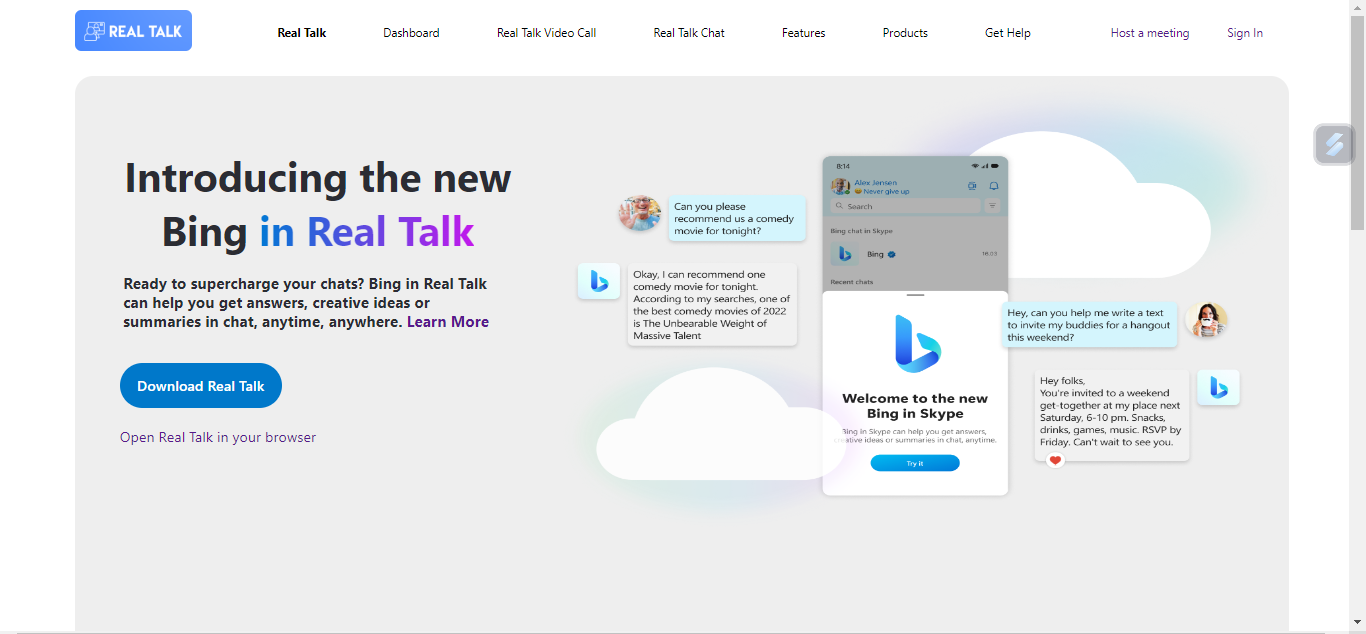 REAL TALK
Real Talk
Dashboard
Real Talk Video Call
Real Talk Chat
Features
Products
Get Help
Host a meeting
Sign In
Introducing the new
Bing in Real Talk
Ready to supercharge your chats? Bing in Real Talk
can help you get answers, creative ideas or
summaries in chat, anytime, anywhere. Learn More
Download Real Talk
Open Real Talk in your browser
Can you please
recommend us a comedy
movie for tonight?
Okay, I can recommend one
comedy movie for tonight.
According to my searches, one of
the best comedy movies of 2022
is The Unbearable Weight of
Massive Talent
8:14
Alex Jensen
Never give up
Search
Bing chat in Skype
Bing
16:03
Recent chats
Welcome to the new
Bing in Skype
Bing in Skype can help you get answers,
creative ideas or summaries in chat, anytime.
Try it
Hey, can you help me write a text
to invite my buddies for a hangout
this weekend?
Hey folks,
You're invited to a weekend
get-together at my place next
Saturday, 6-10 pm. Snacks,
drinks, games, music. RSVP by
Friday. Can't wait to see you.